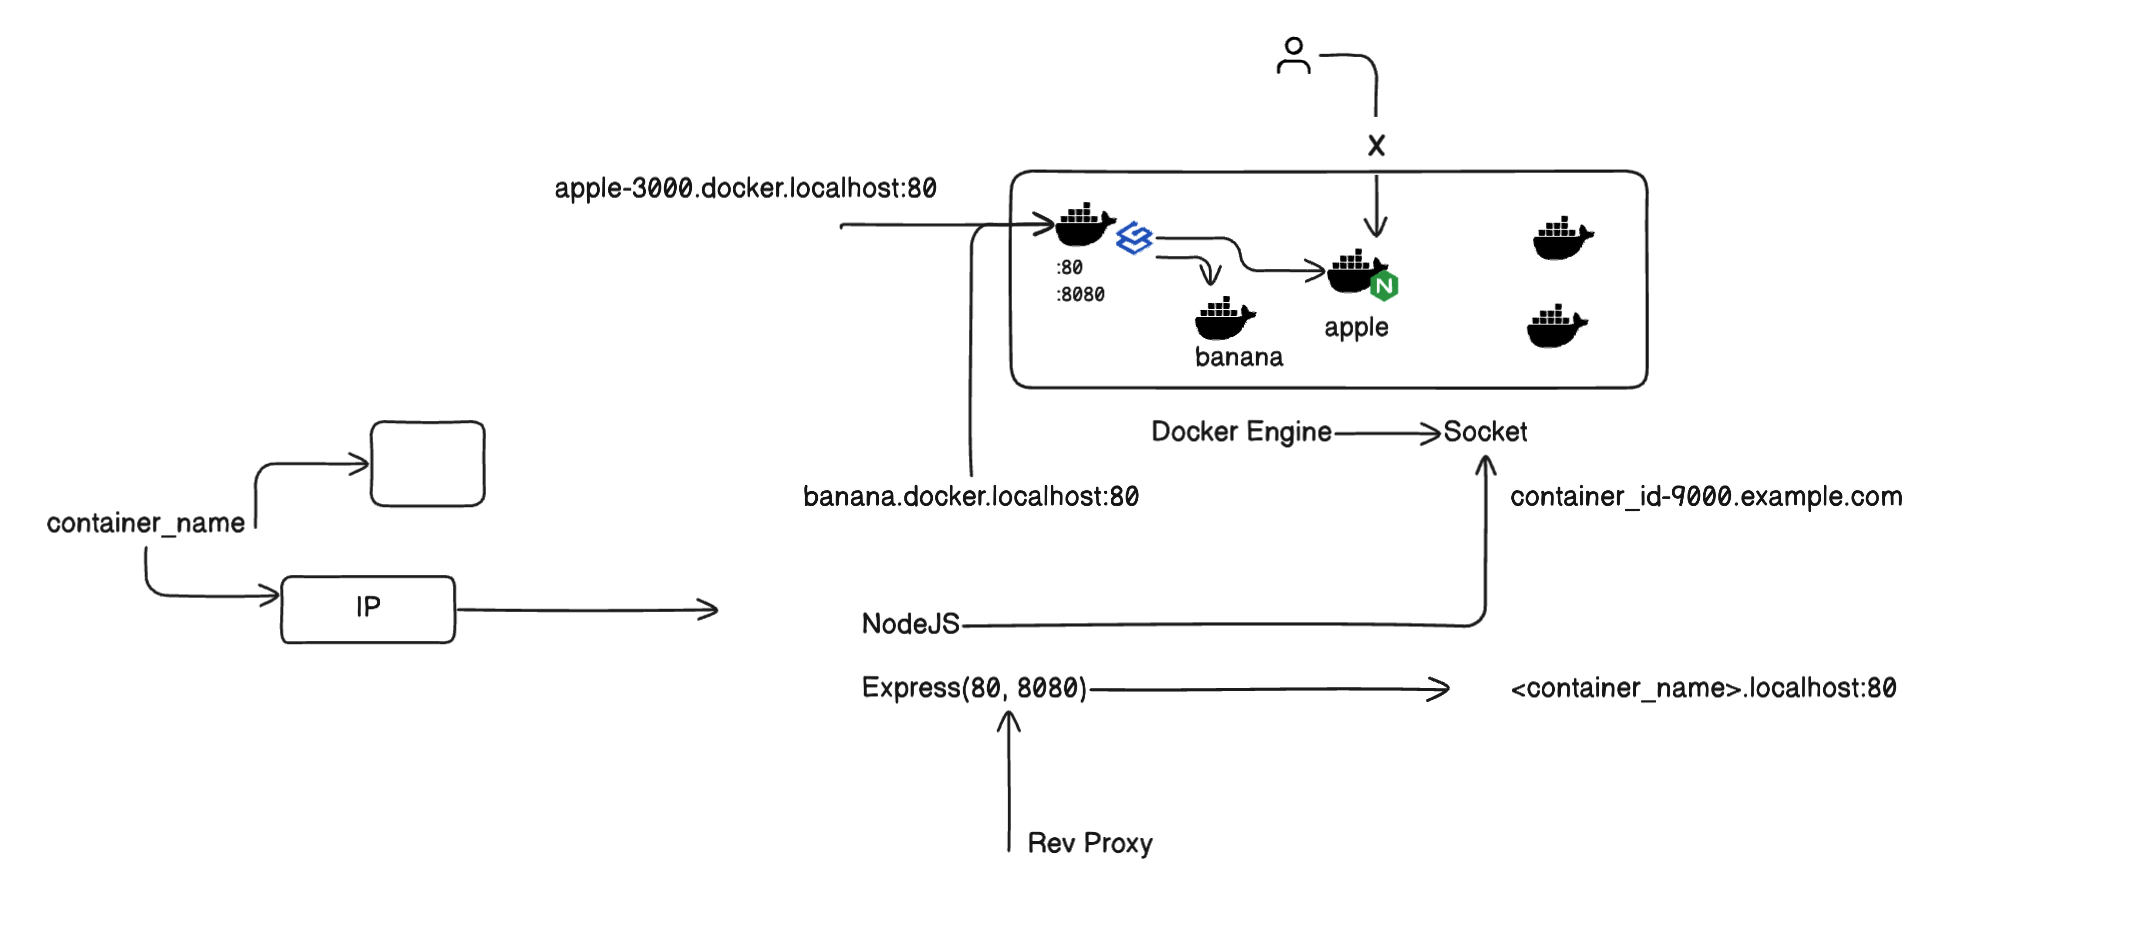 X
apple-3000.docker.localhost:80
:80
:8080
N
apple
banana
Docker Engine
Socket
banana.docker.localhost:80
container_id-9000.example.com
container_name
IP
NodeJS
Express(80, 8080)
<container_name>.localhost:80
Rev Proxy